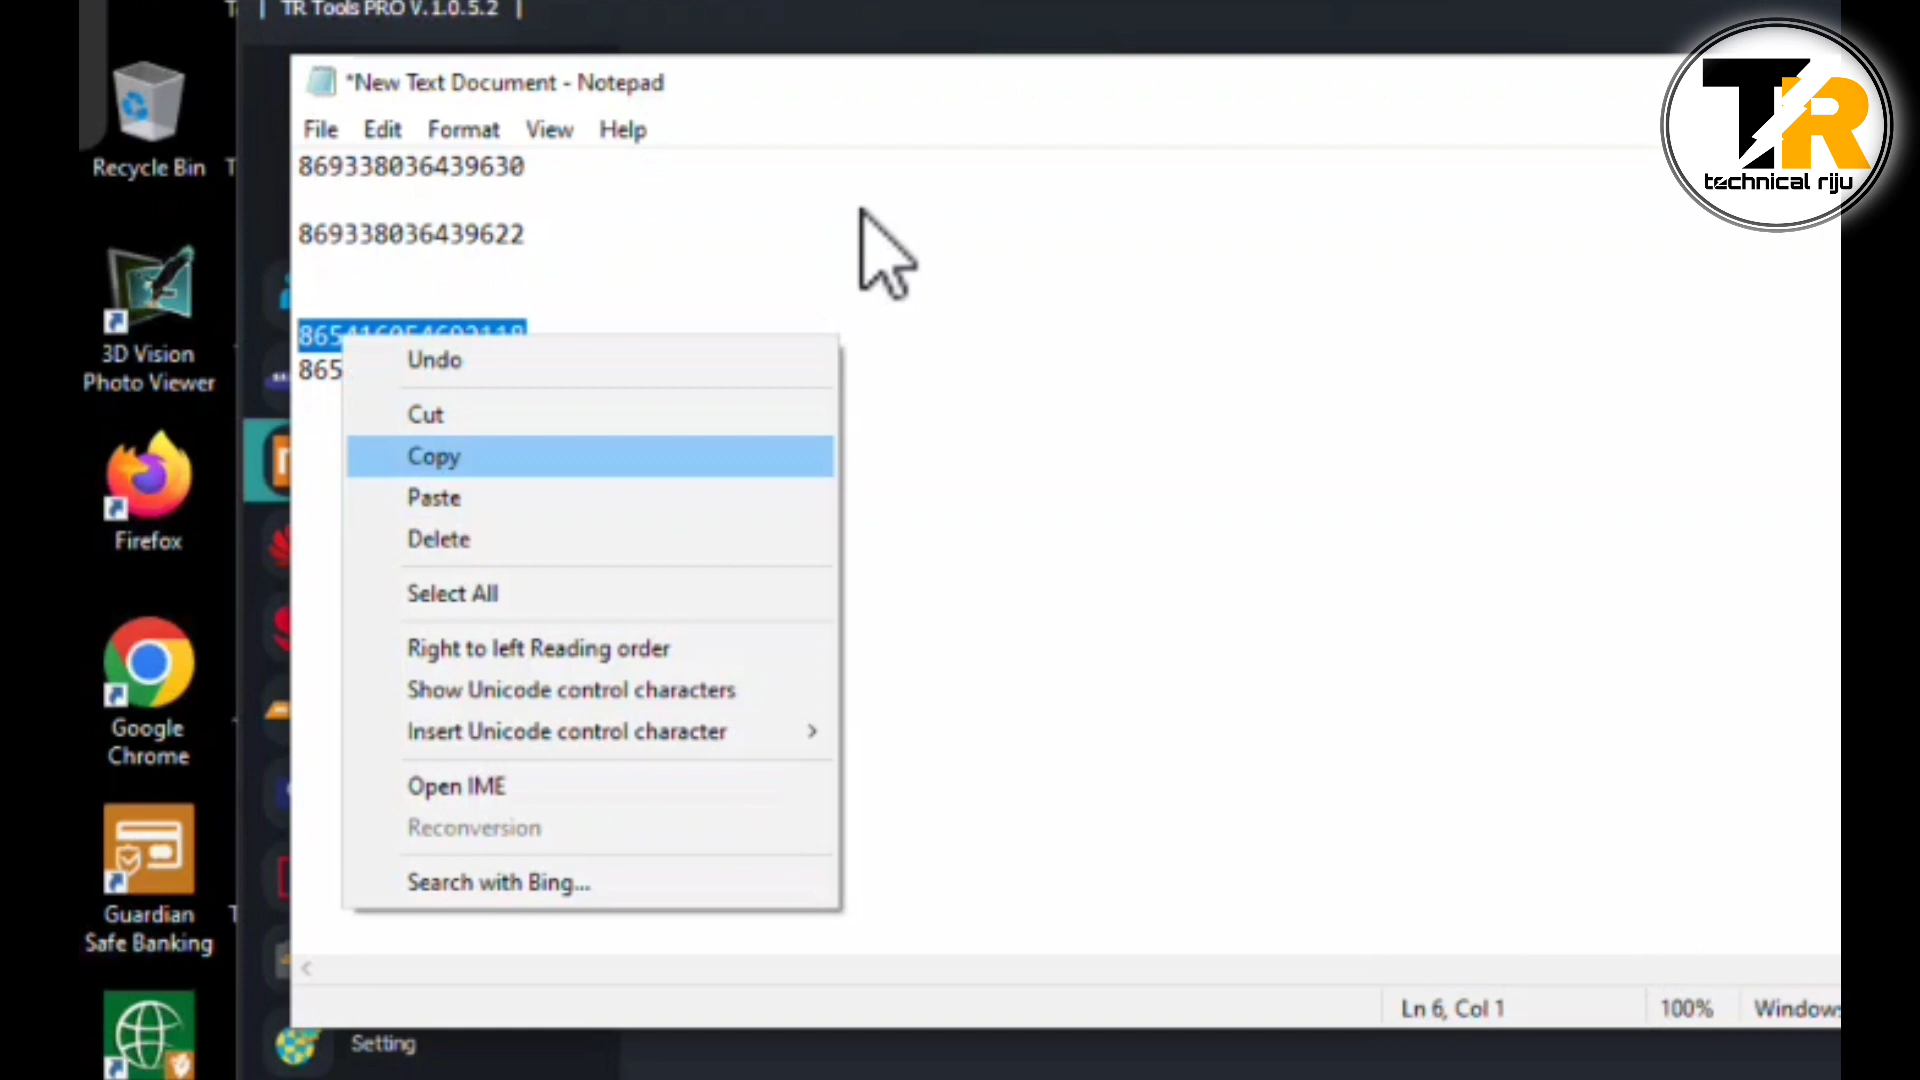 TR Tools PRO V.1.0.5.2
*New Text Document - Notepad
File Edit Format View Help
869338036439630
869338036439622
865
Undo
Cut
Copy
Paste
Delete
Select All
Right to left Reading order
Show Unicode control characters
Insert Unicode control character
Open IME
Reconversion
Search with Bing...
Ln 6, Col 1 100% Windows
Setting
Recycle Bin
3D Vision
Photo Viewer
Firefox
Google
Chrome
Guardian
Safe Banking
TR
technical riju